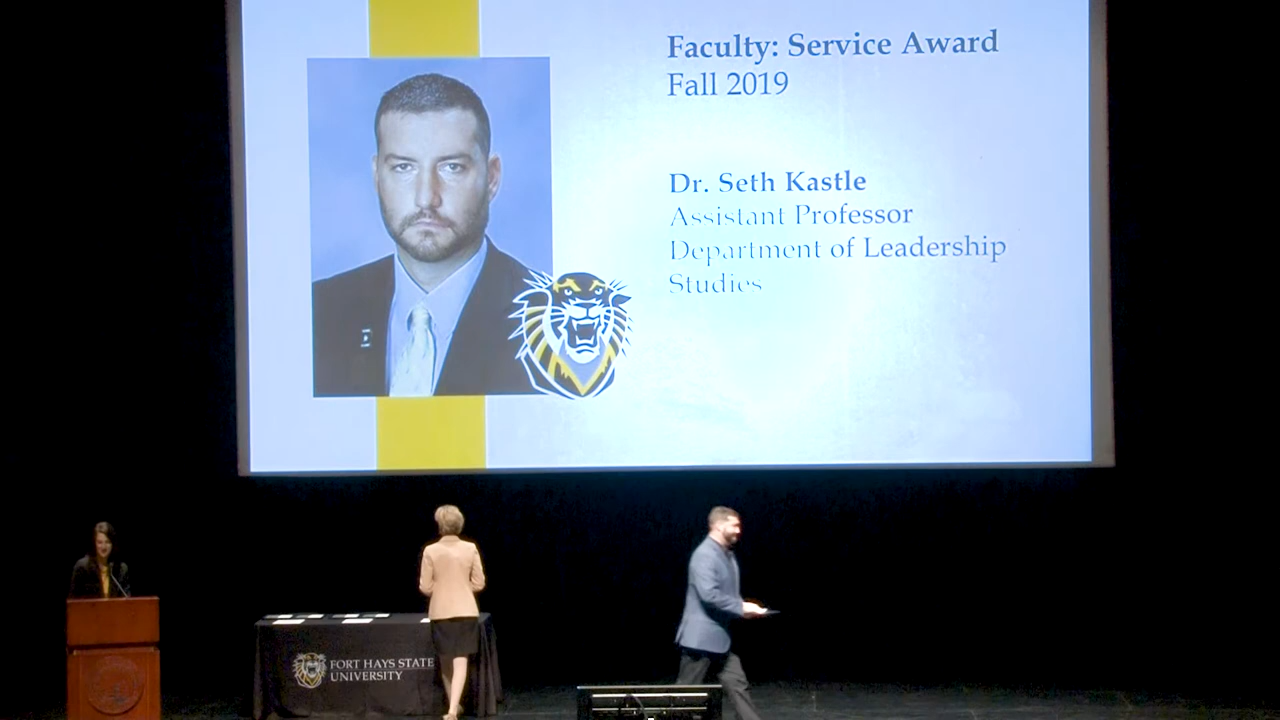 Faculty: Service Award
Fall 2019
Dr. Seth Kastle
Assistant Professor
Department of Leadership
Studies
FORT HAYS STATE
UNIVERSITY